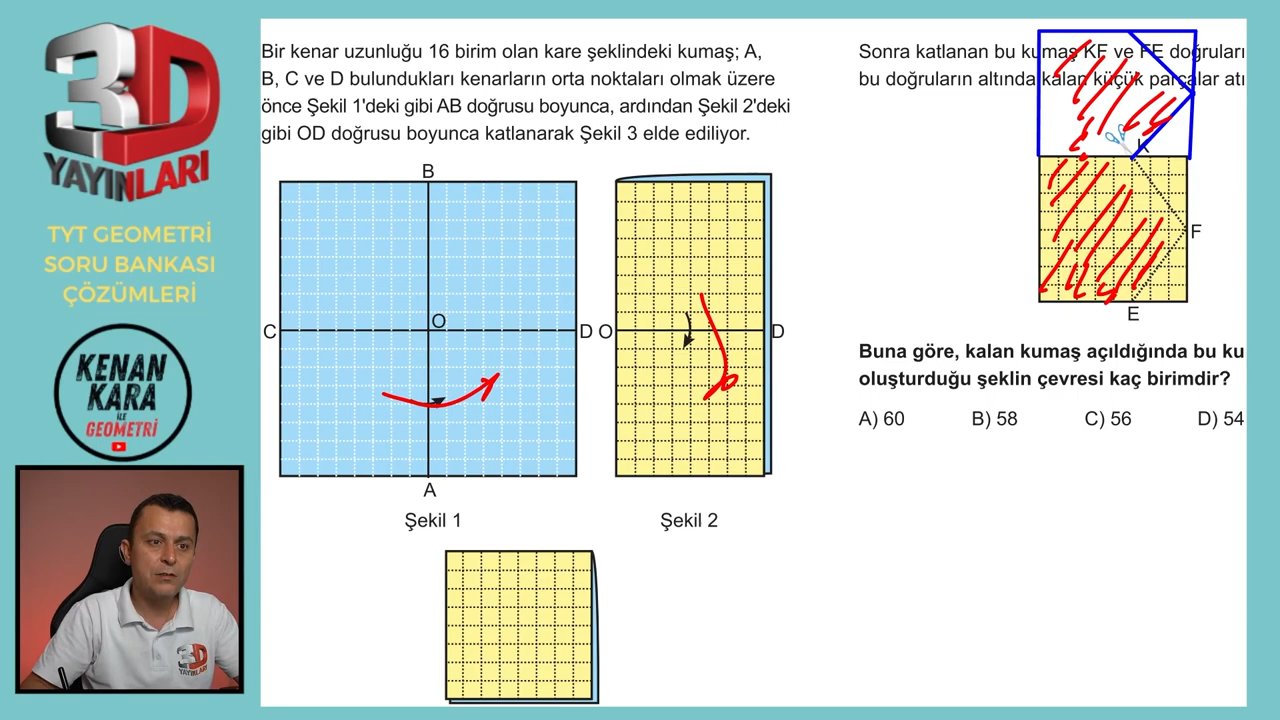 3D
YAYINLARI
TYT GEOMETRİ
SORU BANKASI
ÇÖZÜMLERİ
KENAN
KARA
İLE
GEOMETRİ
3D
YAYINLARI
Bir kenar uzunluğu 16 birim olan kare şeklindeki kumaş; A,
B, C ve D bulundukları kenarların orta noktaları olmak üzere
önce Şekil 1'deki gibi AB doğrusu boyunca, ardından Şekil 2'deki
gibi OD doğrusu boyunca katlanarak Şekil 3 elde ediliyor.
B
C
O
D
A
Şekil 1
O
D
Şekil 2
Sonra katlanan bu kumaş KF ve FE doğruları
bu doğruların altında kalan küçük parçalar atı
K
F
E
Buna göre, kalan kumaş açıldığında bu ku
oluşturduğu şeklin çevresi kaç birimdir?
A) 60 B) 58 C) 56 D) 54